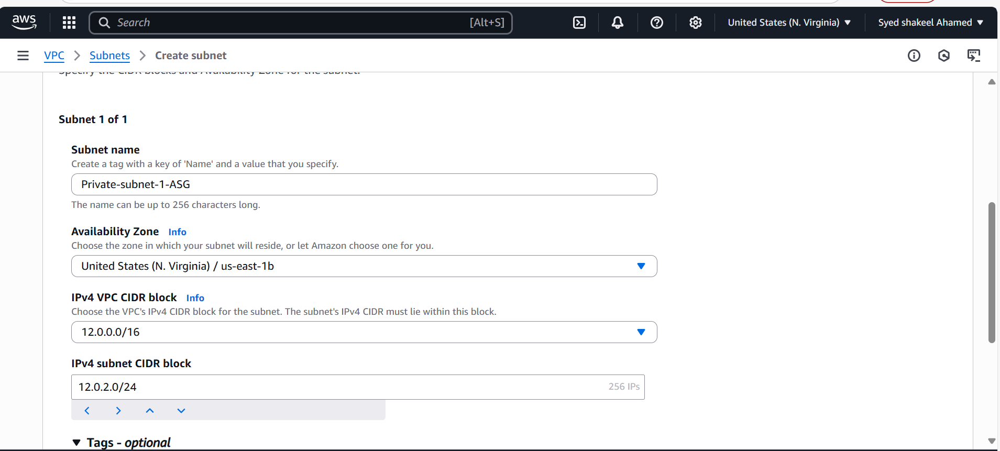 aws
Search [Alt+S] United States (N. Virginia) Syed shakeel Ahamed
VPC Subnets Create subnet
Specify the CIDR blocks and Availability Zone for the subnet.
Subnet 1 of 1
Subnet name
Create a tag with a key of 'Name' and a value that you specify.
Private-subnet-1-ASG
The name can be up to 256 characters long.
Availability Zone Info
Choose the zone in which your subnet will reside, or let Amazon choose one for you.
United States (N. Virginia) / us-east-1b
IPv4 VPC CIDR block Info
Choose the VPC's IPv4 CIDR block for the subnet. The subnet's IPv4 CIDR must lie within this block.
12.0.0.0/16
IPv4 subnet CIDR block
12.0.2.0/24 256 IPs
Tags - optional